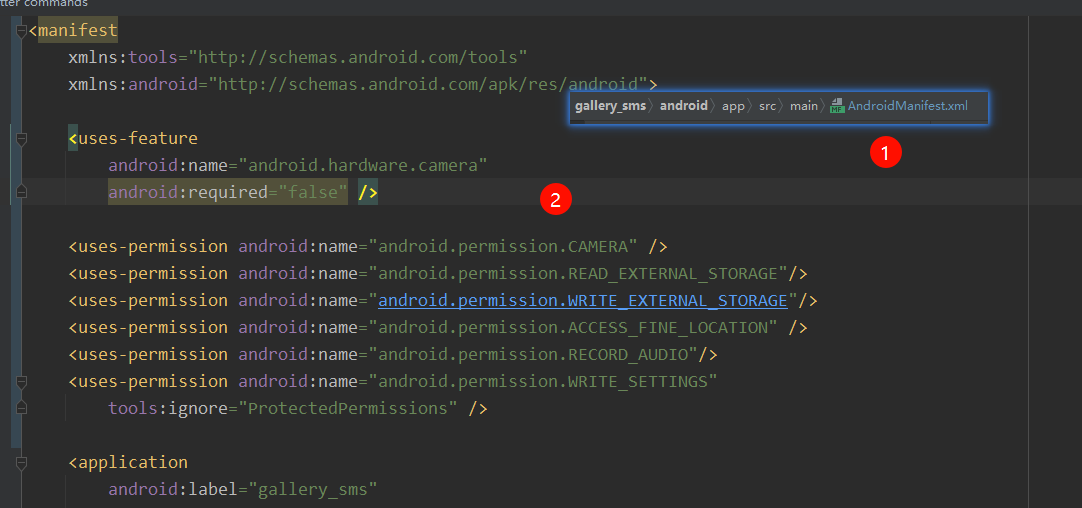 tter commands
<manifest
xmlns:tools="http://schemas.android.com/tools"
xmlns:android="http://schemas.android.com/apk/res/android">
gallery_sms〉android〉app〉src〉main〉MF AndroidManifest.xml
1
<uses-feature
android:name="android.hardware.camera"
android:required="false" />
2
<uses-permission android:name="android.permission.CAMERA" />
<uses-permission android:name="android.permission.READ_EXTERNAL_STORAGE"/>
<uses-permission android:name="android.permission.WRITE_EXTERNAL_STORAGE"/>
<uses-permission android:name="android.permission.ACCESS_FINE_LOCATION" />
<uses-permission android:name="android.permission.RECORD_AUDIO"/>
<uses-permission android:name="android.permission.WRITE_SETTINGS"
tools:ignore="ProtectedPermissions" />
<application
android:label="gallery_sms"